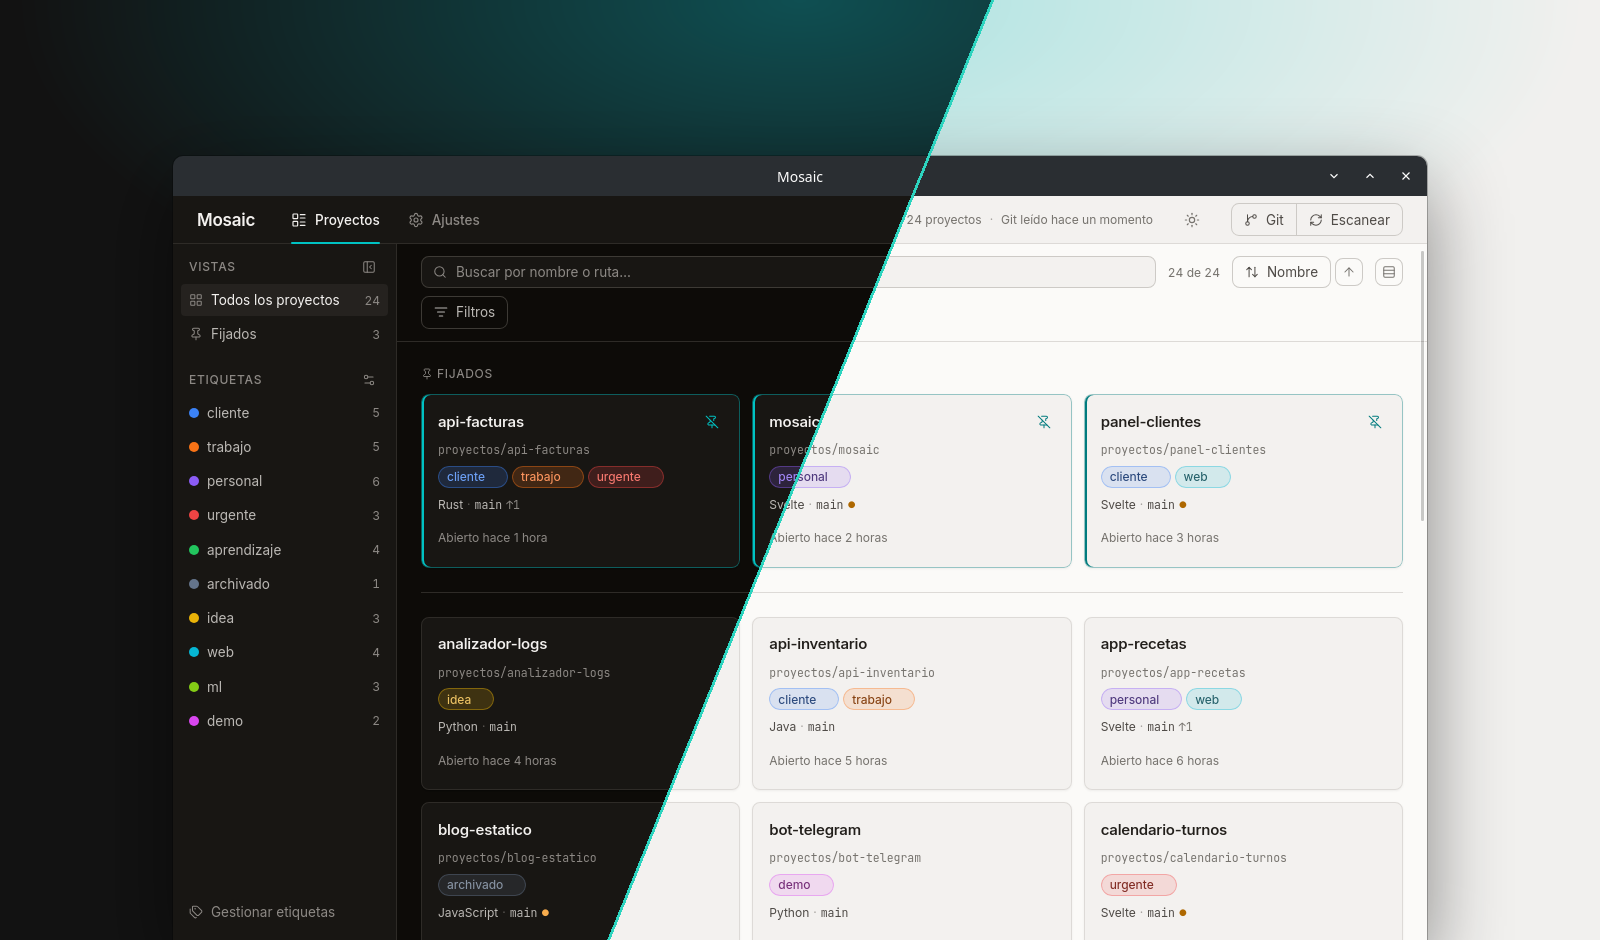 Mosaic
Mosaic
Proyectos
Ajustes
24 proyectos · Git leído hace un momento
Git
Escanear
VISTAS
Todos los proyectos 24
Fijados 3
ETIQUETAS
cliente 5
trabajo 5
personal 6
urgente 3
aprendizaje 4
archivado 1
idea 3
web 4
ml 3
demo 2
Gestionar etiquetas
Buscar por nombre o ruta...
24 de 24
Nombre
Filtros
FIJADOS
api-facturas
proyectos/api-facturas
cliente trabajo urgente
Rust · main ↑1
Abierto hace 1 hora
mosaic
proyectos/mosaic
personal
Svelte · main
Abierto hace 2 horas
panel-clientes
proyectos/panel-clientes
cliente web
Svelte · main
Abierto hace 3 horas
analizador-logs
proyectos/analizador-logs
idea
Python · main
Abierto hace 4 horas
api-inventario
proyectos/api-inventario
cliente trabajo
Java · main
Abierto hace 5 horas
app-recetas
proyectos/app-recetas
personal web
Svelte · main ↑1
Abierto hace 6 horas
blog-estatico
proyectos/blog-estatico
archivado
JavaScript · main
bot-telegram
proyectos/bot-telegram
demo
Python · main
calendario-turnos
proyectos/calendario-turnos
urgente
Svelte · main